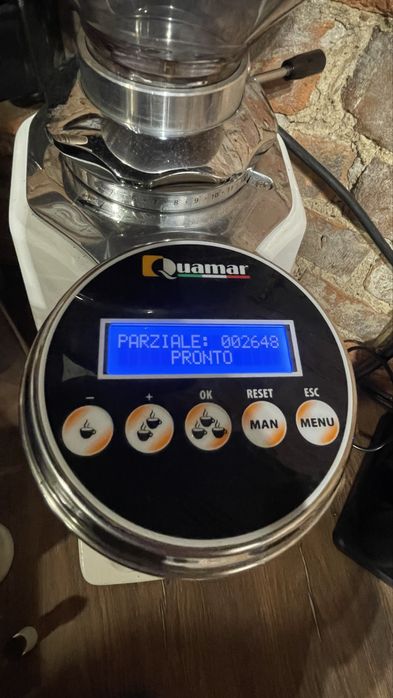 Quamar
PARZIALE: 002648
PRONTO
- + OK RESET ESC
MAN MENU